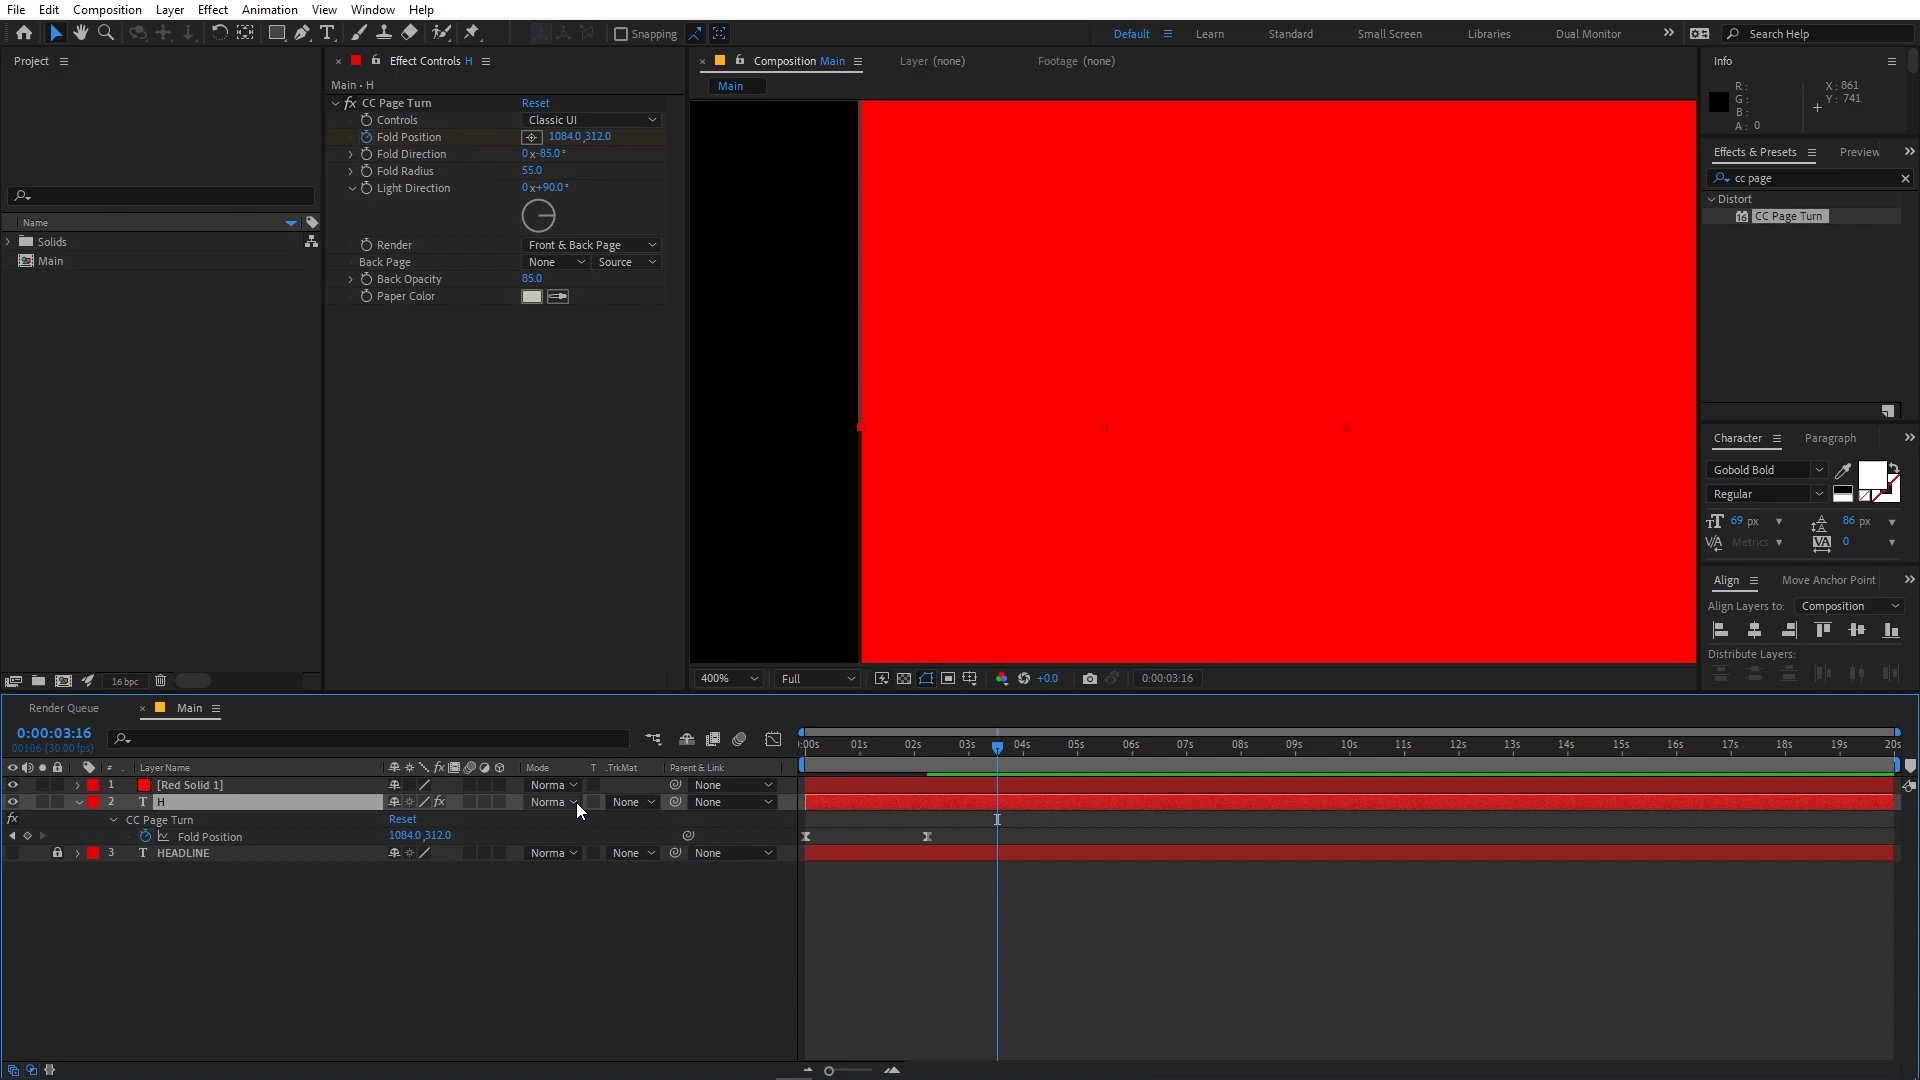 File Edit Composition Layer Effect Animation View Window Help
Snapping
Default
Learn
Standard
Small Screen
Libraries
Dual Monitor
Search Help
Project
Effect Controls H
Composition Main
Layer (none)
Footage (none)
Info
Main • H
Main
R :
G :
B :
A : 0
X : 861
Y : 741
CC Page Turn
Reset
Controls
Classic UI
Fold Position
1084.0 ,312.0
Fold Direction
0 x-85.0 °
Fold Radius
55.0
Light Direction
0 x+90.0 °
Effects & Presets
Preview
cc page
Distort
16
CC Page Turn
Name
Solids
Main
Render
Front & Back Page
Back Page
None
Source
Back Opacity
85.0
Paper Color
Character
Paragraph
Gobold Bold
Regular
69 px
86 px
Metrics
0
Align
Move Anchor Point
Align Layers to:
Composition
Distribute Layers:
16 bpc
400%
Full
+0.0
0:00:03:16
Render Queue
Main
0:00:03:16
00106 (30.00 fps)
:00s 01s 02s 03s 04s 05s 06s 07s 08s 09s 10s 11s 12s 13s 14s 15s 16s 17s 18s 19s 20s
# Layer Name
Mode
T .TrkMat
Parent & Link
1 [Red Solid 1]
Norma
None
2 T H
Norma
None
None
CC Page Turn
Reset
Fold Position
1084.0 ,312.0
3 T HEADLINE
Norma
None
None